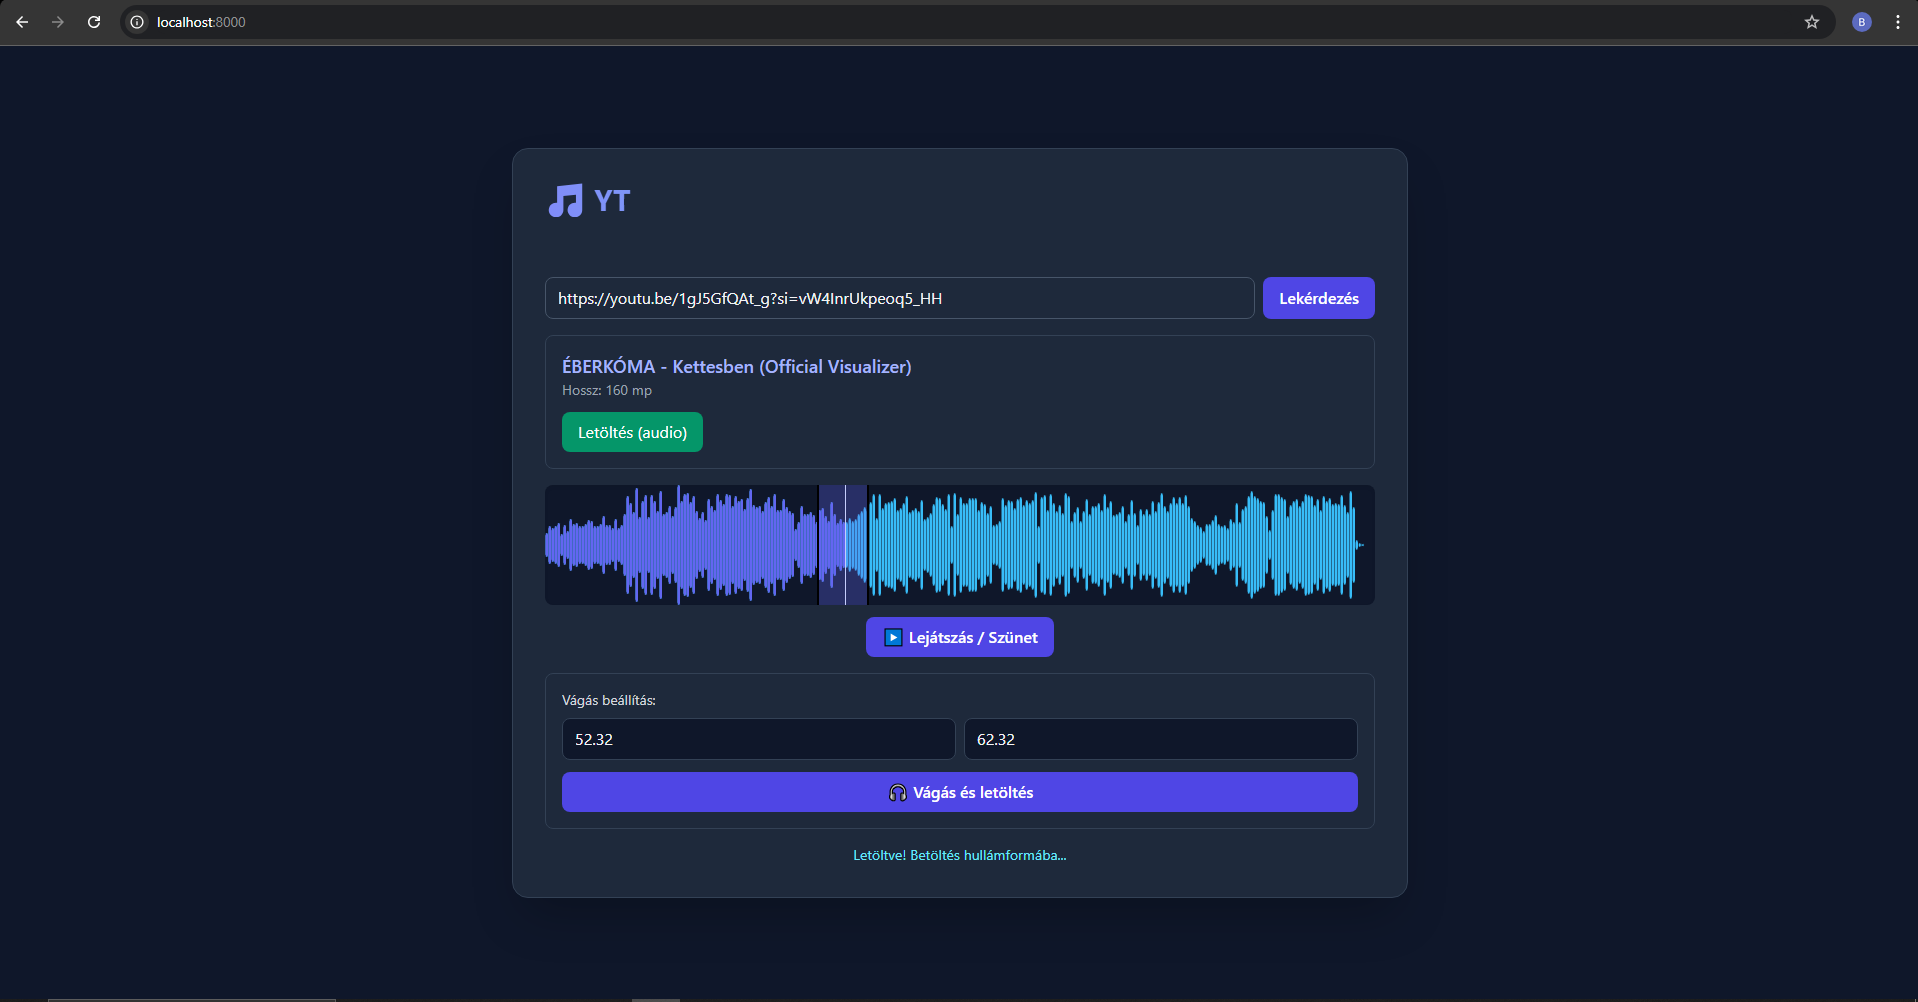 localhost:8000
B
YT
https://youtu.be/1gJ5GfQAt_g?si=vW4InrUkpeoq5_HH
Lekérdezés
ÉBERKÓMA - Kettesben (Official Visualizer)
Hossz: 160 mp
Letöltés (audio)
Lejátszás / Szünet
Vágás beállítás:
52.32
62.32
Vágás és letöltés
Letöltve! Betöltés hullámformába...